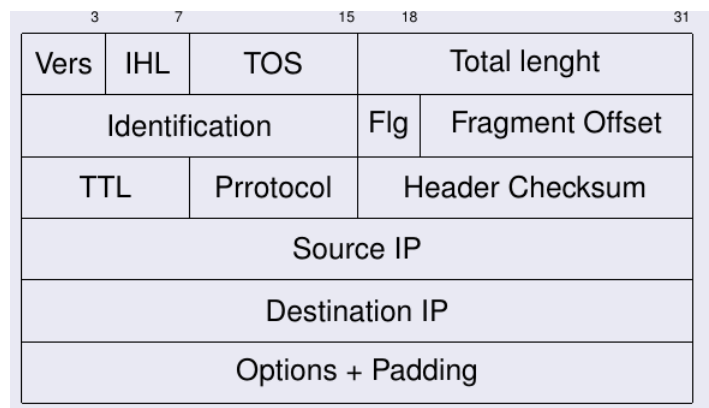 3 7 15 18 31
Vers IHL TOS Total lenght
Identification Flg Fragment Offset
TTL Prrotocol Header Checksum
Source IP
Destination IP
Options + Padding